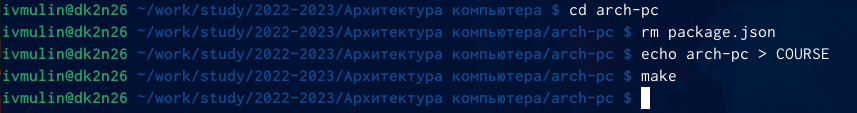 ivmulin@dk2n26 ~/work/study/2022-2023/Архитектура компьютера $ cd arch-pc
ivmulin@dk2n26 ~/work/study/2022-2023/Архитектура компьютера/arch-pc $ rm package.json
ivmulin@dk2n26 ~/work/study/2022-2023/Архитектура компьютера/arch-pc $ echo arch-pc > COURSE
ivmulin@dk2n26 ~/work/study/2022-2023/Архитектура компьютера/arch-pc $ make
ivmulin@dk2n26 ~/work/study/2022-2023/Архитектура компьютера/arch-pc $